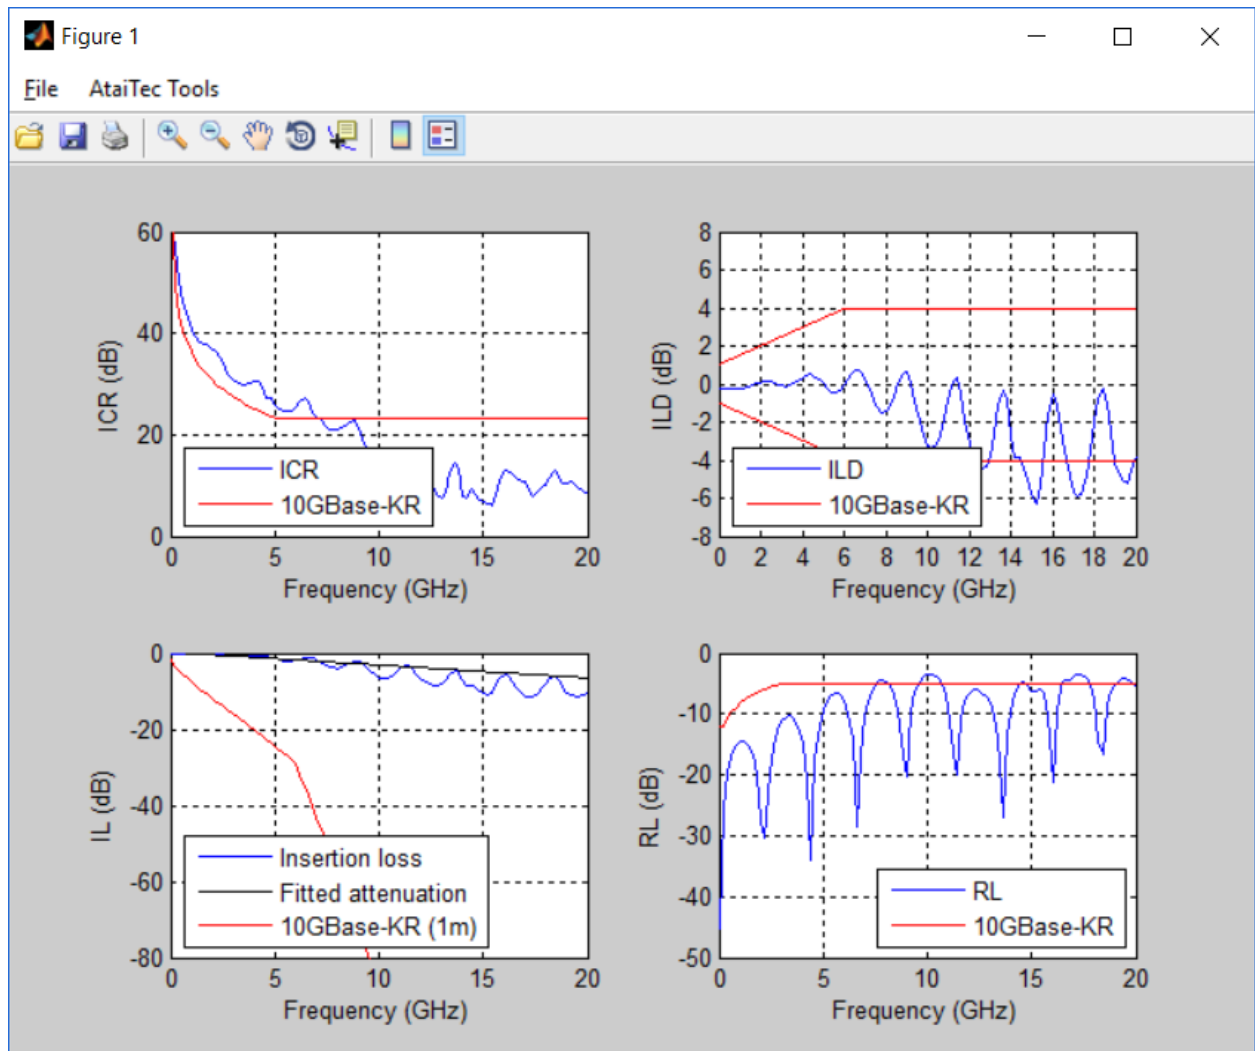 Figure 1
File AtaiTec Tools
60
40
20
0
ICR (dB)
ICR
10GBase-KR
0 5 10 15 20
Frequency (GHz)
8
6
4
2
0
-2
-4
-6
-8
ILD (dB)
ILD
10GBase-KR
0 2 4 6 8 10 12 14 16 18 20
Frequency (GHz)
0
-20
-40
-60
-80
IL (dB)
Insertion loss
Fitted attenuation
10GBase-KR (1m)
0 5 10 15 20
Frequency (GHz)
0
-10
-20
-30
-40
-50
RL (dB)
RL
10GBase-KR
0 5 10 15 20
Frequency (GHz)